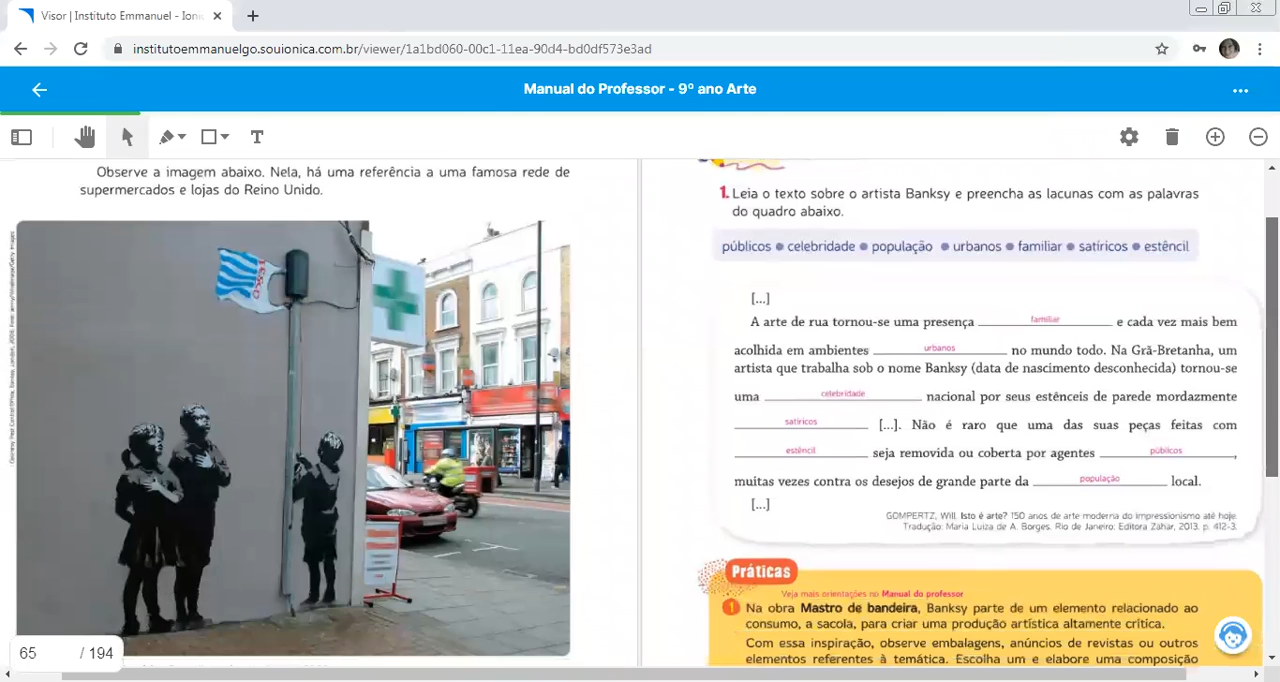 Visor | Instituto Emmanuel - Ioni
institutoemmanuelgo.souionica.com.br/viewer/1a1bd060-00c1-11ea-90d4-bd0df573e3ad
Manual do Professor - 9º ano Arte
Observe a imagem abaixo. Nela, há uma referência a uma famosa rede de
supermercados e lojas do Reino Unido.
TESCO
65 / 194
1. Leia o texto sobre o artista Banksy e preencha as lacunas com as palavras
do quadro abaixo.
públicos ● celebridade ● população ● urbanos ● familiar ● satíricos ● estêncil
[...]
A arte de rua tornou-se uma presença familiar e cada vez mais bem
acolhida em ambientes urbanos no mundo todo. Na Grã-Bretanha, um
artista que trabalha sob o nome Banksy (data de nascimento desconhecida) tornou-se
uma celebridade nacional por seus estênceis de parede mordazmente
satíricos [...]. Não é raro que uma das suas peças feitas com
estêncil seja removida ou coberta por agentes públicos,
muitas vezes contra os desejos de grande parte da população local.
[...]
GOMPERTZ, Will. Isto é arte? 150 anos de arte moderna do impressionismo até hoje.
Tradução: Maria Luiza de A. Borges. Rio de Janeiro: Editora Zahar, 2013. p. 412-3.
Práticas
Veja mais orientações no Manual do professor
1 Na obra Mastro de bandeira, Banksy parte de um elemento relacionado ao
consumo, a sacola, para criar uma produção artística altamente crítica.
Com essa inspiração, observe embalagens, anúncios de revistas ou outros
elementos referentes à temática. Escolha um e elabore uma composição